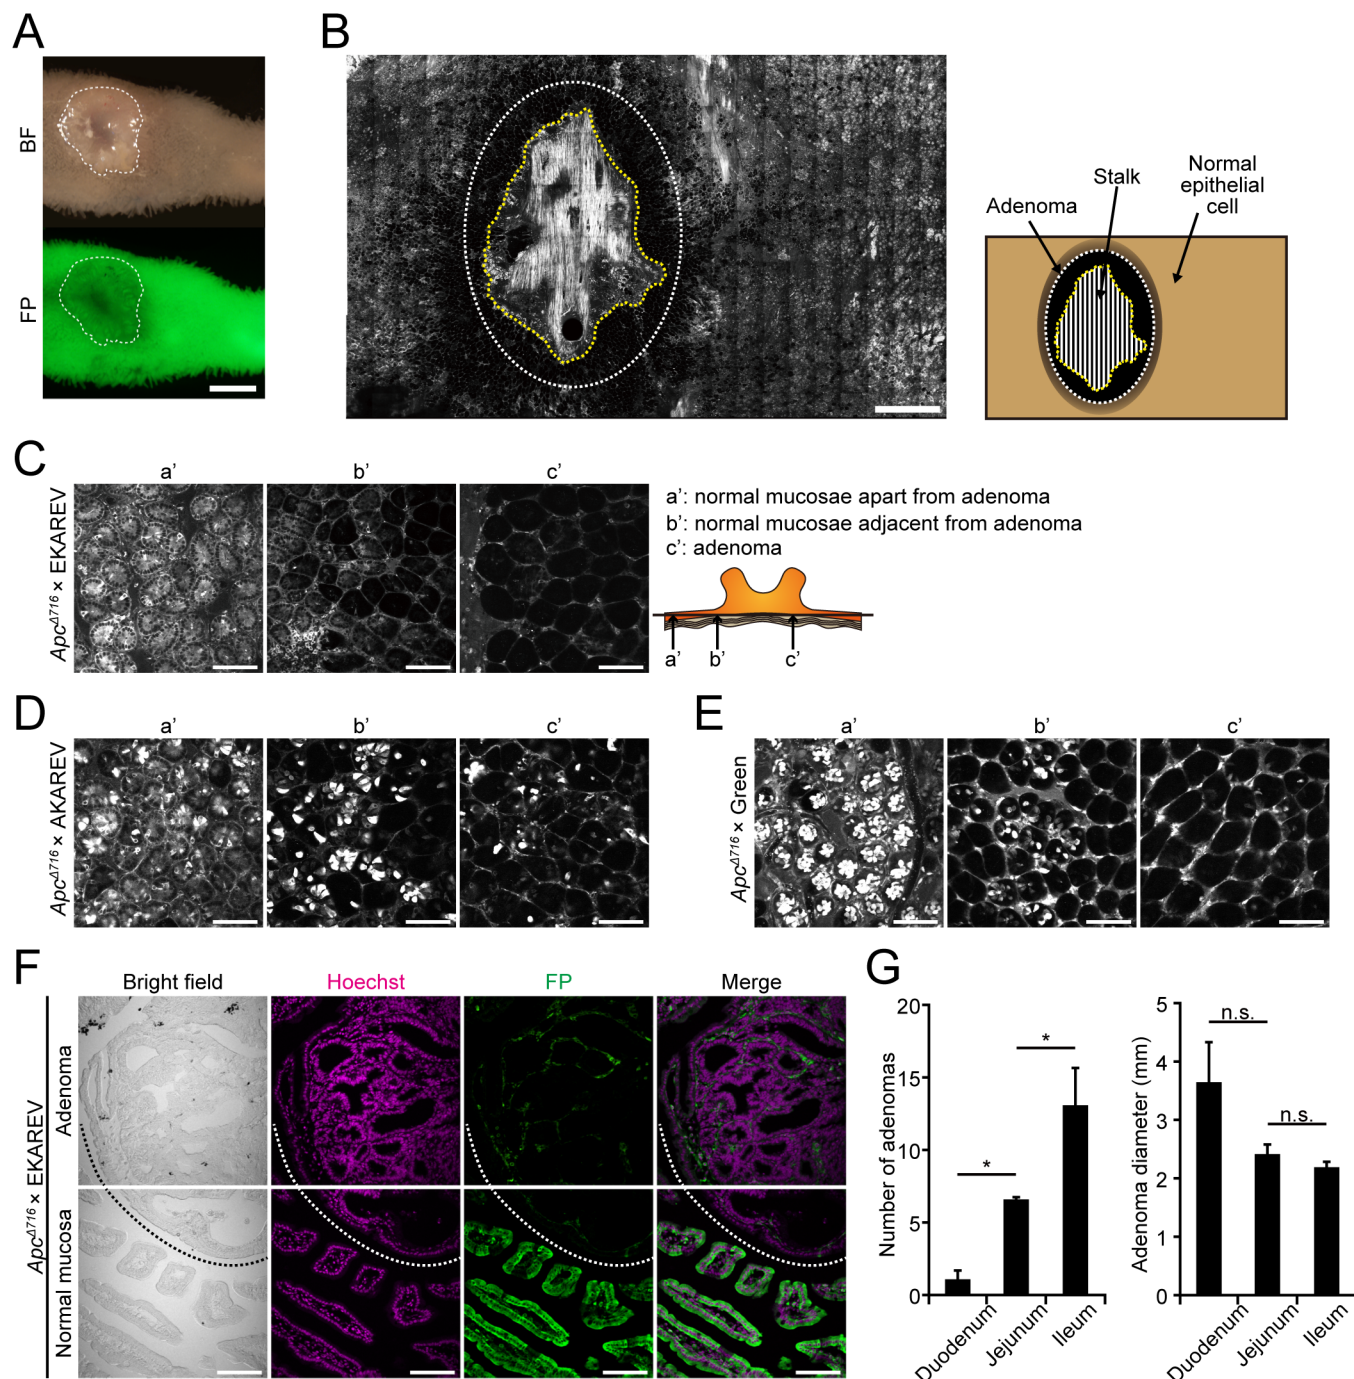 A
BF
FP
B
Adenoma
Stalk
Normal
epithelial
cell
C
Apc^Δ716 × EKAREV
a’
b’
c’
a’: normal mucosae apart from adenoma
b’: normal mucosae adjacent from adenoma
c’: adenoma
a’
b’
c’
D
Apc^Δ716 × AKAREV
a’
b’
c’
E
Apc^Δ716 × Green
a’
b’
c’
F
Bright field
Hoechst
FP
Merge
Apc^Δ716 × EKAREV
Adenoma
Normal mucosa
G
Number of adenomas
20
15
10
5
0
*
*
Duodenum
Jejunum
Ileum
Adenoma diameter (mm)
5
4
3
2
1
0
n.s.
n.s.
Duodenum
Jejunum
Ileum